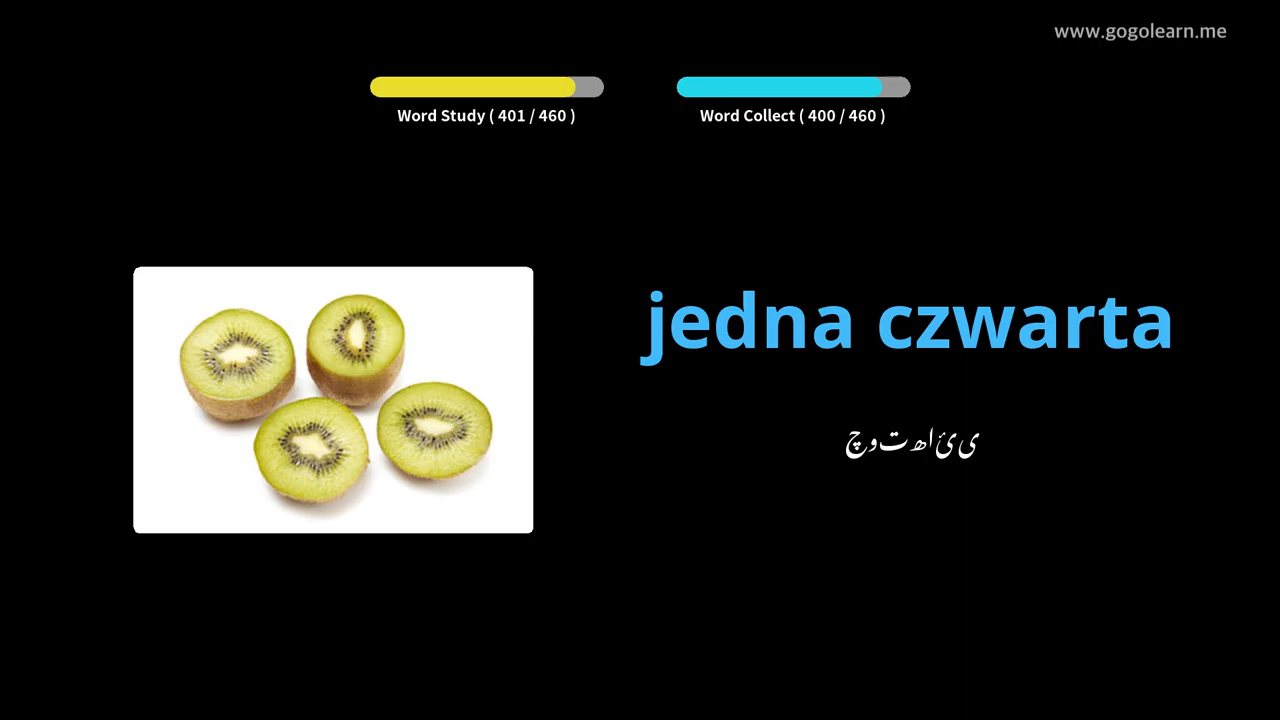 www.gogolearn.me
Word Study ( 401 / 460 )
Word Collect ( 400 / 460 )
jedna czwarta
چوتھائی